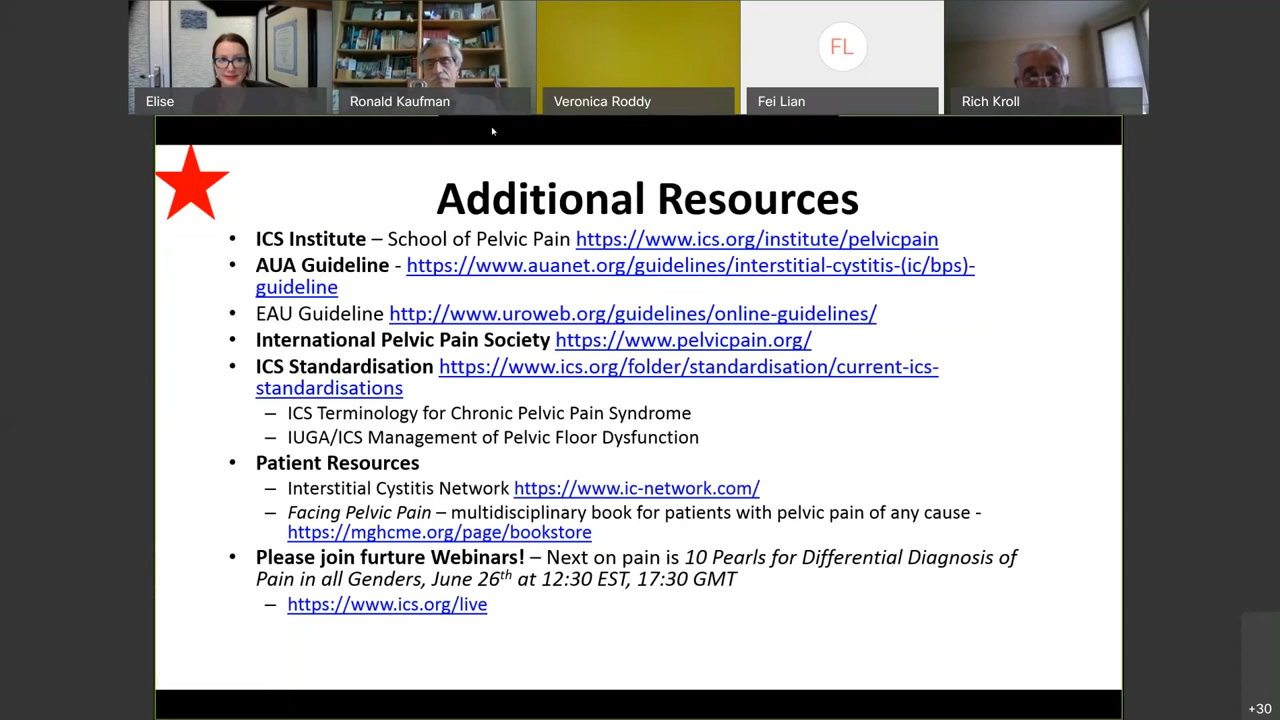 Elise
Ronald Kaufman
Veronica Roddy
FL
Fei Lian
Rich Kroll
Additional Resources
• ICS Institute – School of Pelvic Pain https://www.ics.org/institute/pelvicpain
• AUA Guideline - https://www.auanet.org/guidelines/interstitial-cystitis-(ic/bps)-
guideline
• EAU Guideline http://www.uroweb.org/guidelines/online-guidelines/
• International Pelvic Pain Society https://www.pelvicpain.org/
• ICS Standardisation https://www.ics.org/folder/standardisation/current-ics-
standardisations
– ICS Terminology for Chronic Pelvic Pain Syndrome
– IUGA/ICS Management of Pelvic Floor Dysfunction
• Patient Resources
– Interstitial Cystitis Network https://www.ic-network.com/
– Facing Pelvic Pain – multidisciplinary book for patients with pelvic pain of any cause -
https://mghcme.org/page/bookstore
• Please join furture Webinars! – Next on pain is 10 Pearls for Differential Diagnosis of
Pain in all Genders, June 26th at 12:30 EST, 17:30 GMT
– https://www.ics.org/live
+30